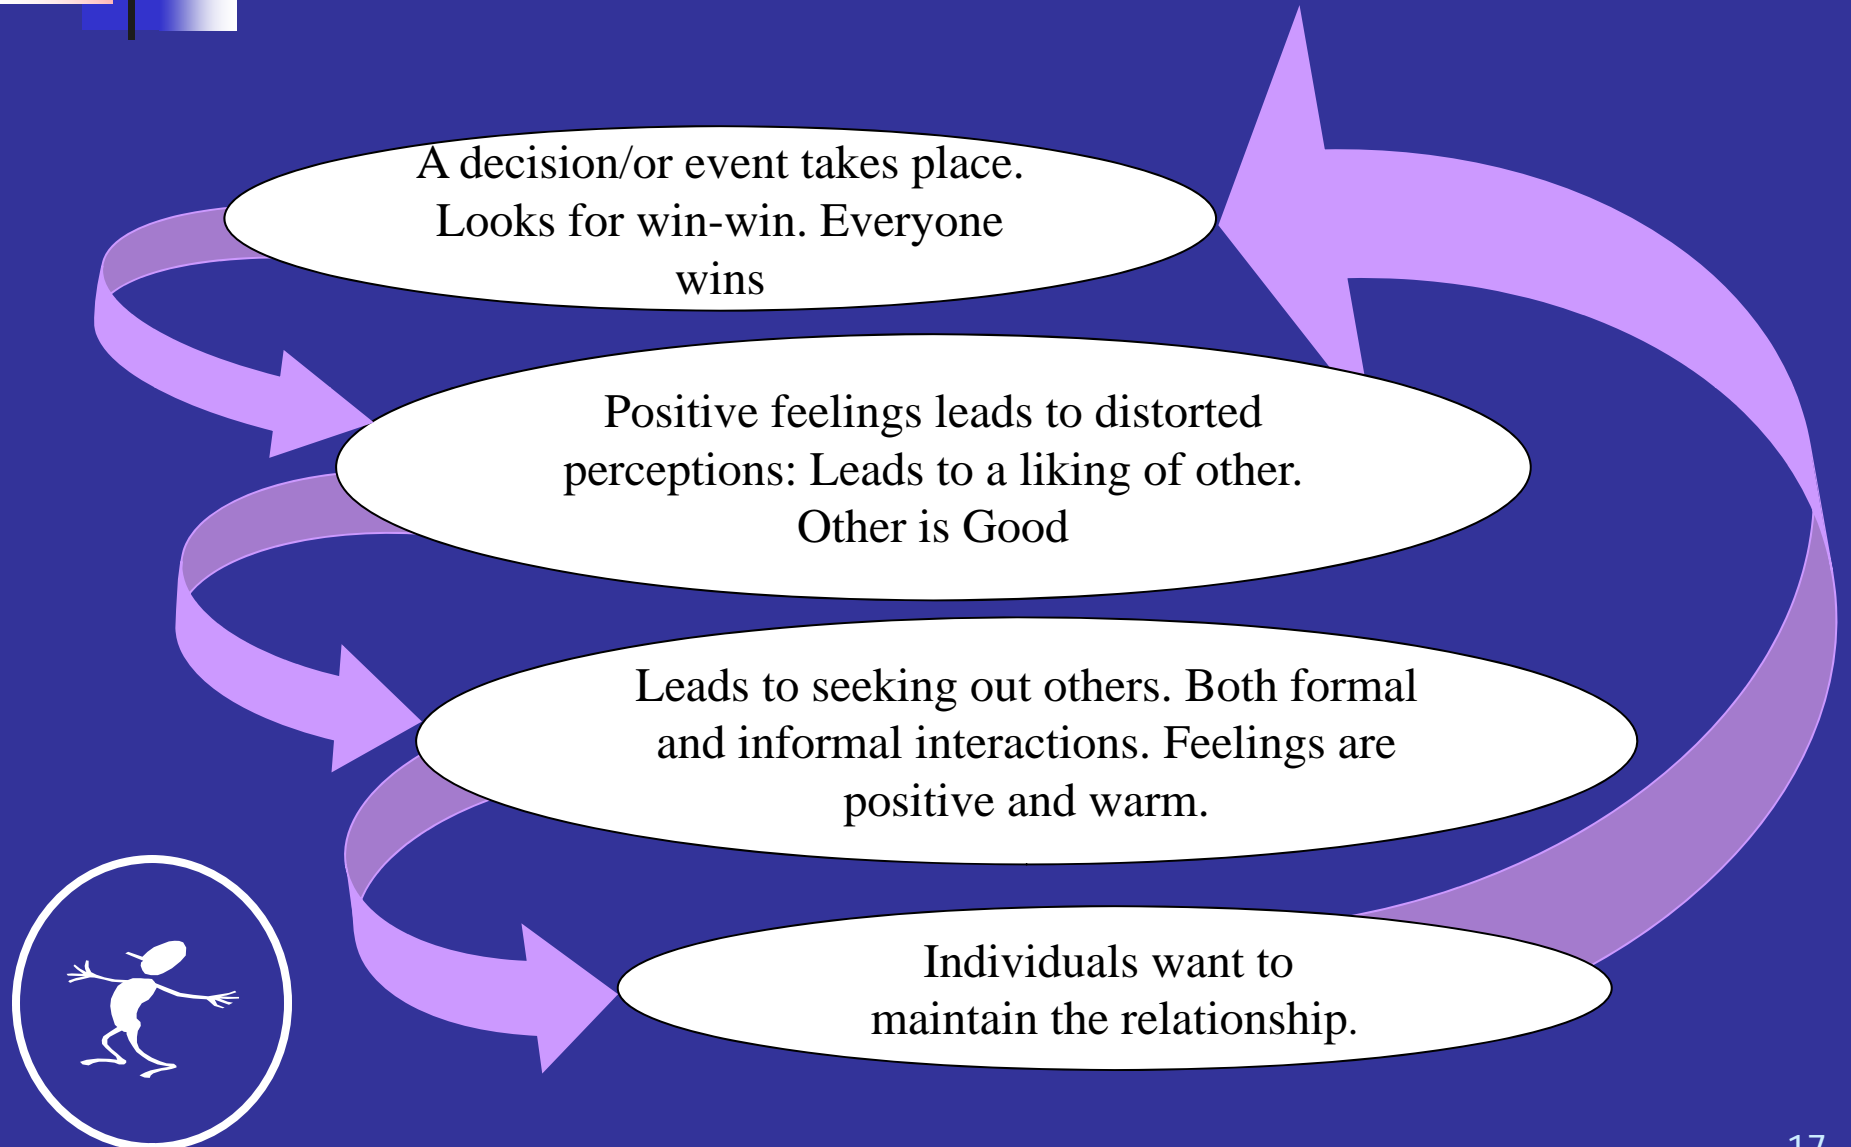 A decision/or event takes place.
Looks for win-win. Everyone
wins
Positive feelings leads to distorted
perceptions: Leads to a liking of other.
Other is Good
Leads to seeking out others. Both formal
and informal interactions. Feelings are
positive and warm.
Individuals want to
maintain the relationship.
17